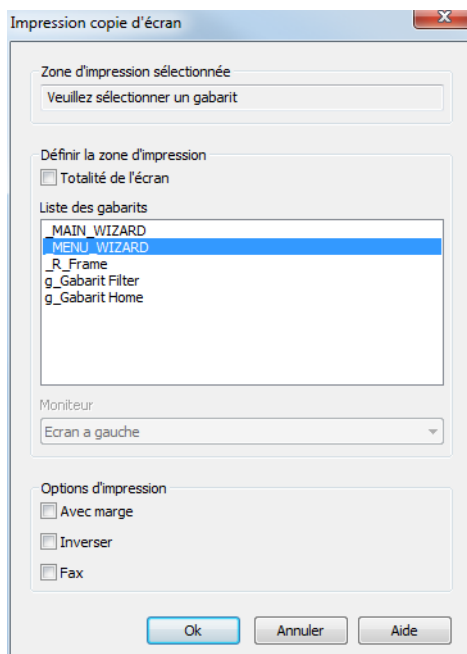 Impression copie d'écran
Zone d'impression sélectionnée
Veuillez sélectionner un gabarit
Définir la zone d'impression
Totalité de l'écran
Liste des gabarits
_MAIN_WIZARD
_MENU_WIZARD
_R_Frame
g_Gabarit Filter
g_Gabarit Home
Moniteur
Ecran a gauche
Options d'impression
Avec marge
Inverser
Fax
Ok
Annuler
Aide